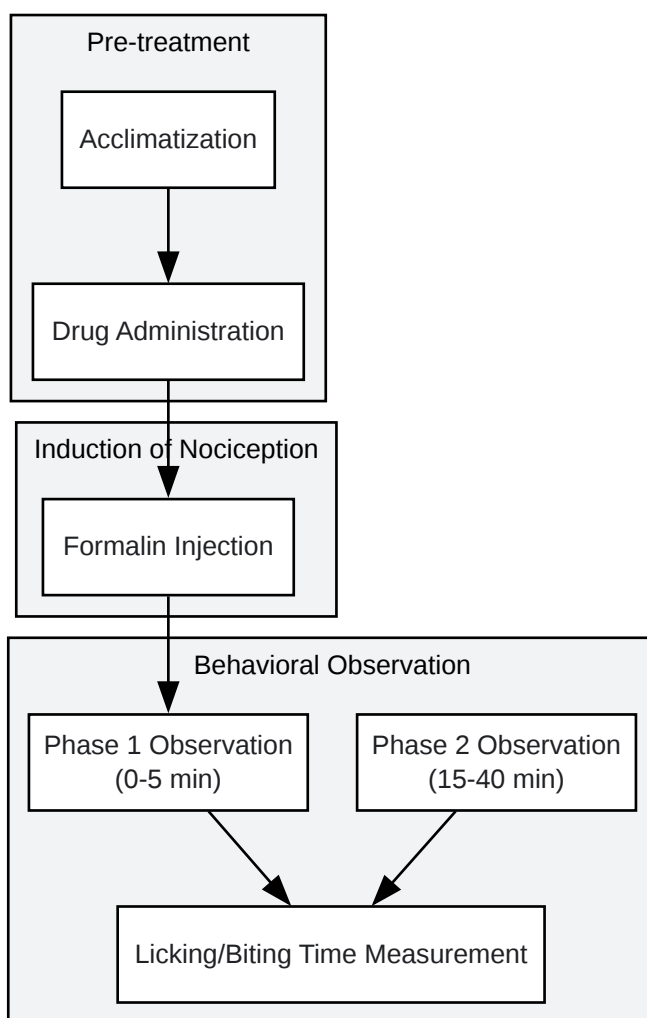 Pre-treatment
Acclimatization
Drug Administration
Induction of Nociception
Formalin Injection
Behavioral Observation
Phase 1 Observation
(0-5 min)
Phase 2 Observation
(15-40 min)
Licking/Biting Time Measurement